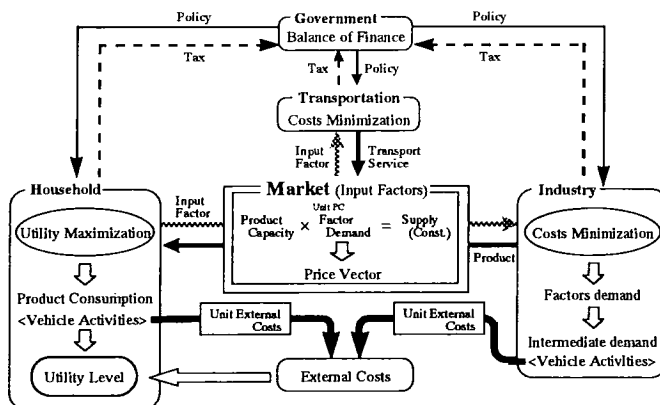 Government
Policy
Balance of Finance
Policy
Tax
Tax
Policy
Tax
Transportation
Costs Minimization
Input
Factor
Transport
Service
Household
Market (Input Factors)
Industry
Input
Factor
Unit PC
Product
Capacity × Factor
Demand = Supply
(Const.)
Utility Maximization
Costs Minimization
Product
Price Vector
Product Consumption
<Vehicle Activities>
Factors demand
Unit External
Costs
Unit External
Costs
Intermediate demand
<Vehicle Activities>
Utility Level
External Costs